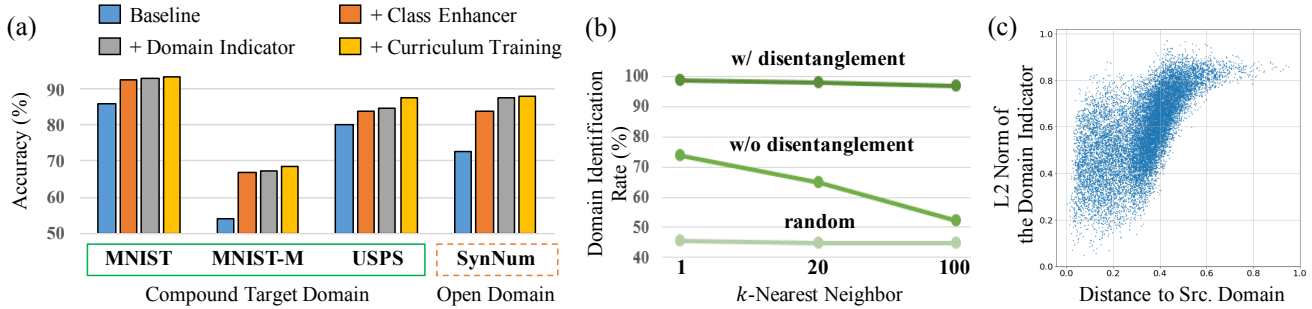 (a)
Baseline
+ Class Enhancer
+ Domain Indicator
+ Curriculum Training
Accuracy (%)
90
80
70
60
50
MNIST
MNIST-M
USPS
SynNum
Compound Target Domain
Open Domain
(b)
Domain Identification
Rate (%)
100
90
80
70
60
50
40
w/ disentanglement
w/o disentanglement
random
1
20
100
k-Nearest Neighbor
(c)
L2 Norm of
the Domain Indicator
1.0
0.8
0.6
0.4
0.2
0.0
0.0
0.2
0.4
0.6
0.8
1.0
Distance to Src. Domain